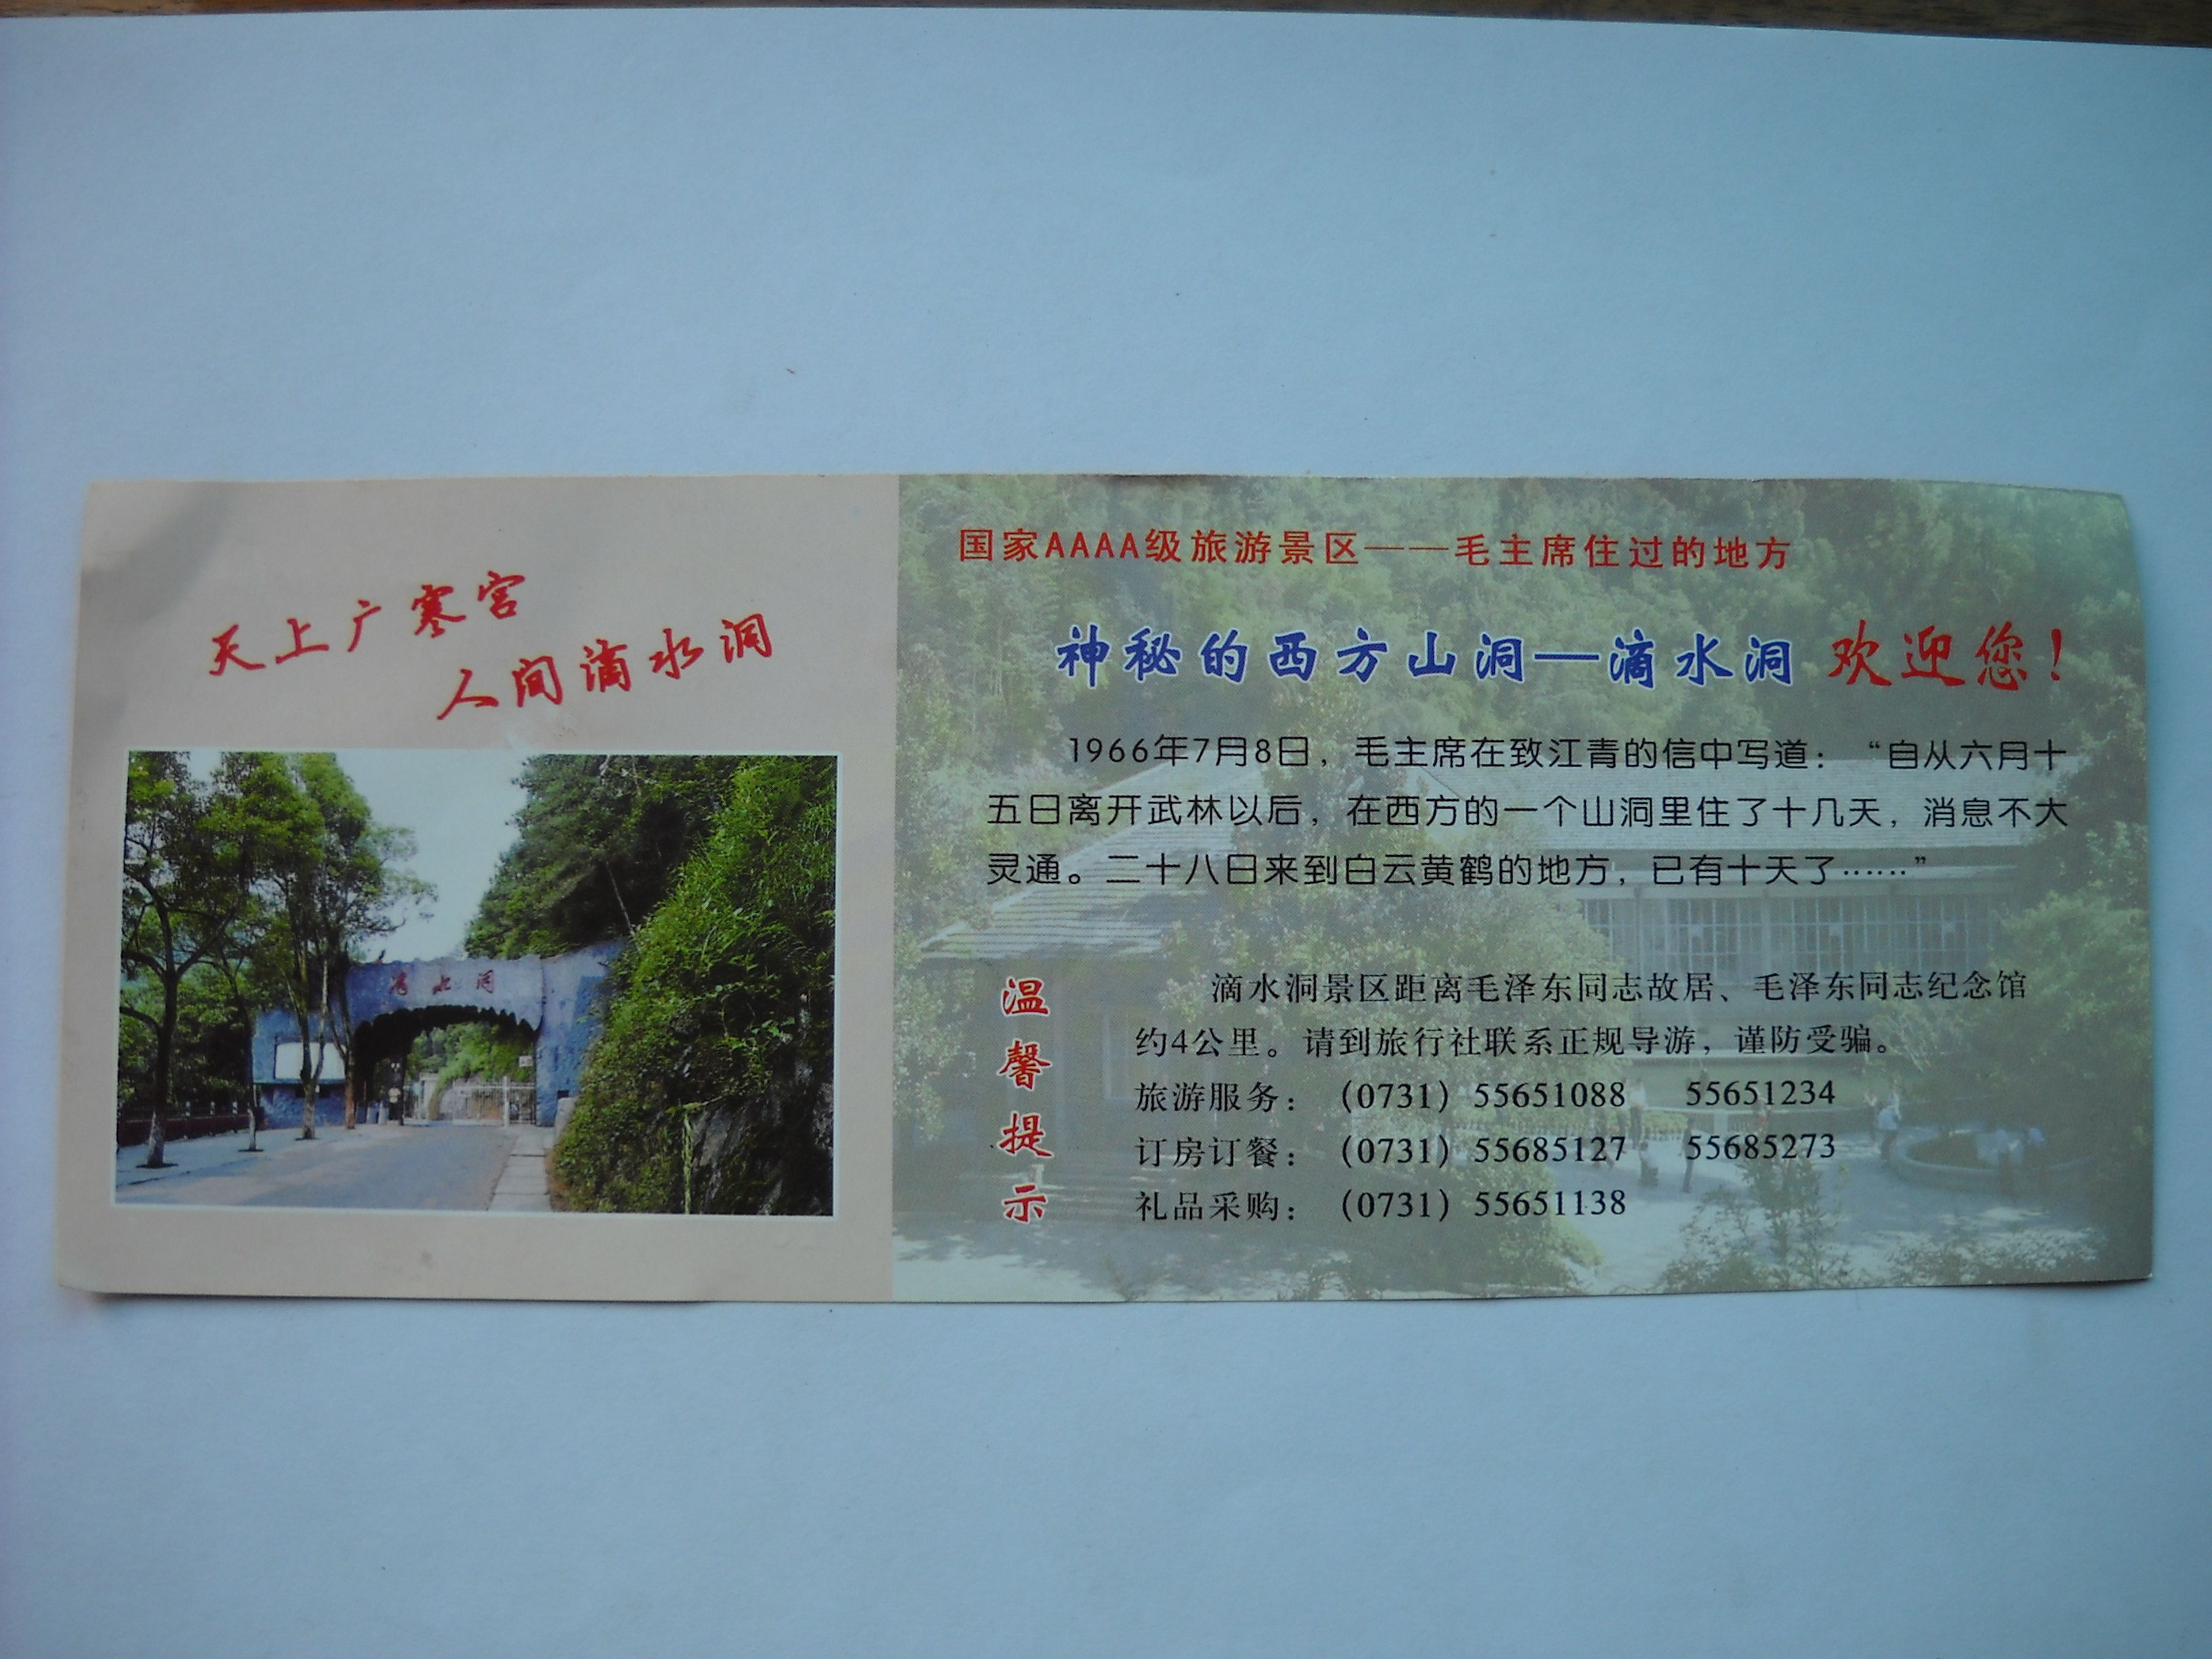 天上广寒宫
人间滴水洞
滴水洞
国家AAAA级旅游景区——毛主席住过的地方
神秘的西方山洞—滴水洞 欢迎您！
1966年7月8日，毛主席在致江青的信中写道：“自从六月十
五日离开武林以后，在西方的一个山洞里住了十几天，消息不大
灵通。二十八日来到白云黄鹤的地方，已有十天了……”
温馨提示
滴水洞景区距离毛泽东同志故居、毛泽东同志纪念馆
约4公里。请到旅行社联系正规导游，谨防受骗。
旅游服务：（0731）55651088 55651234
订房订餐：（0731）55685127 55685273
礼品采购：（0731）55651138